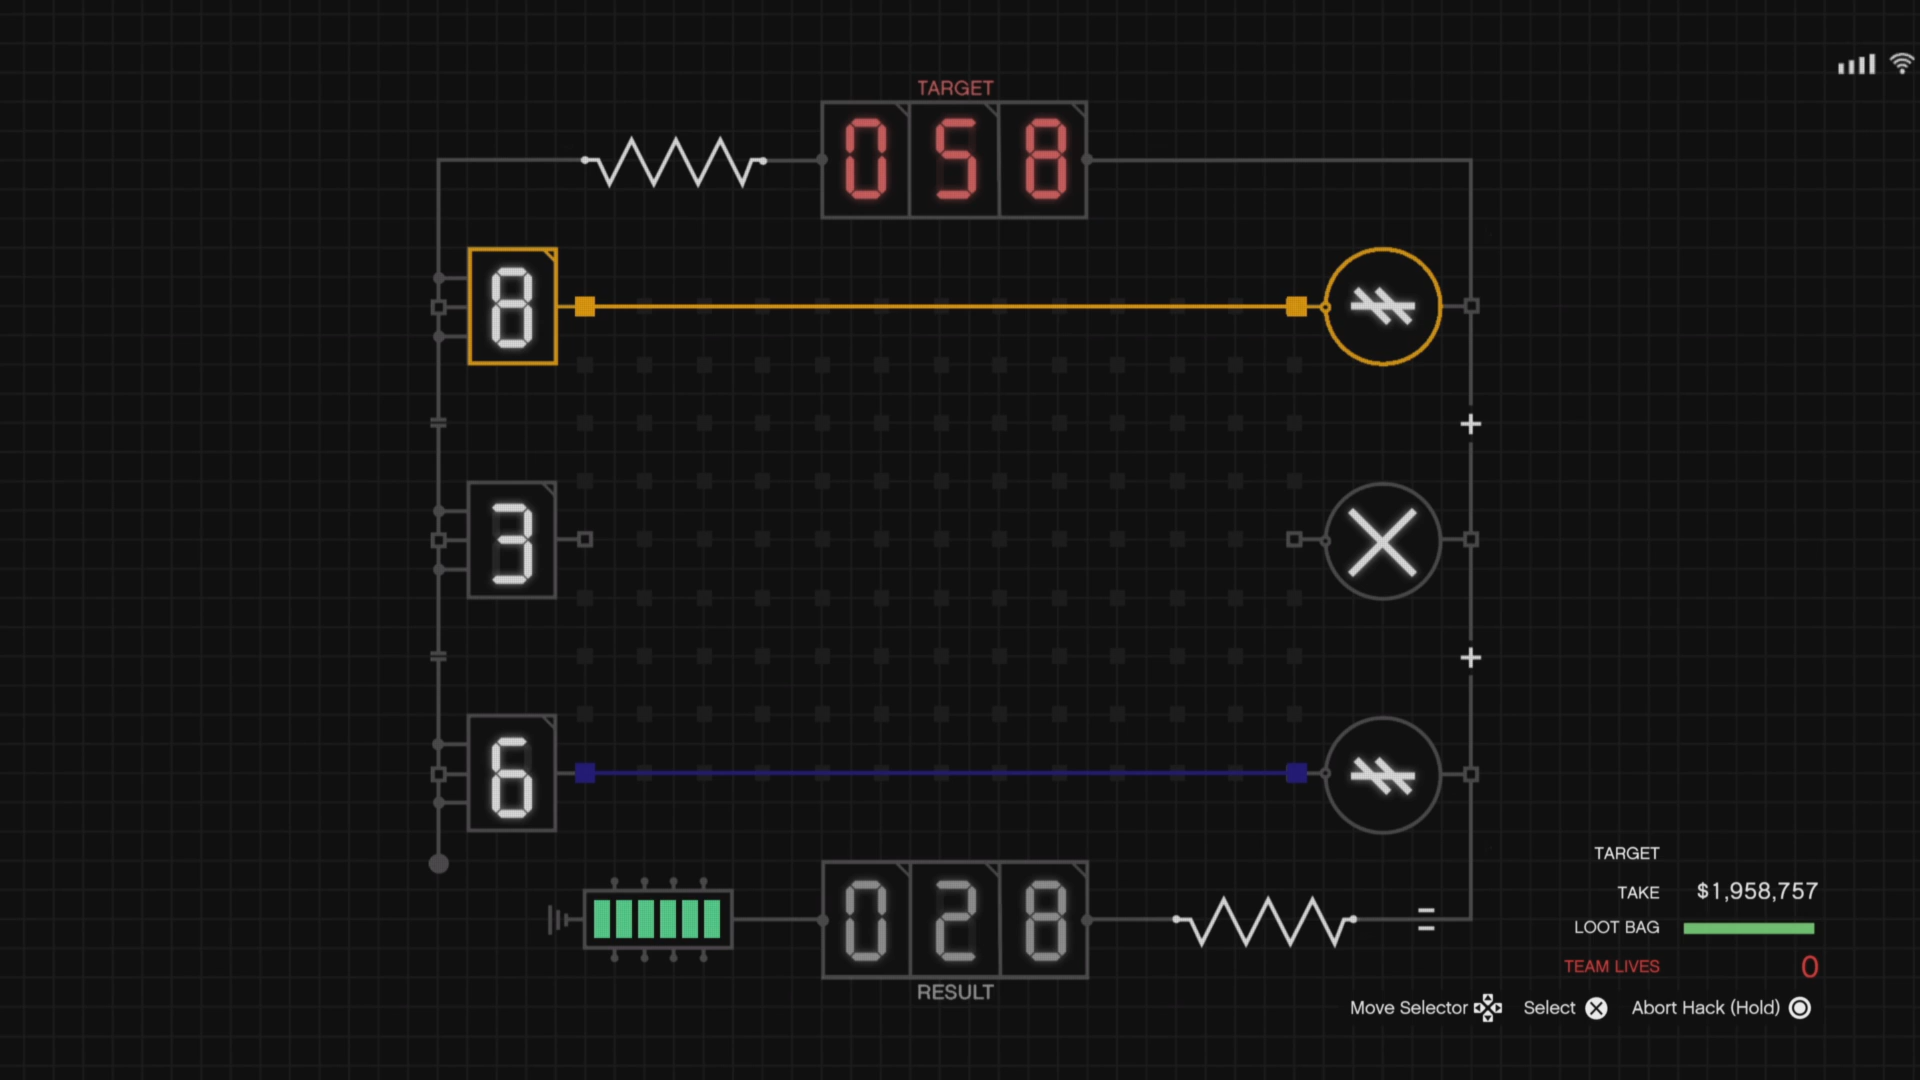 TARGET
058
8
+
3
×
+
6
028
=
RESULT
TARGET
TAKE $1,958,757
LOOT BAG
TEAM LIVES 0
Move Selector Select Abort Hack (Hold)